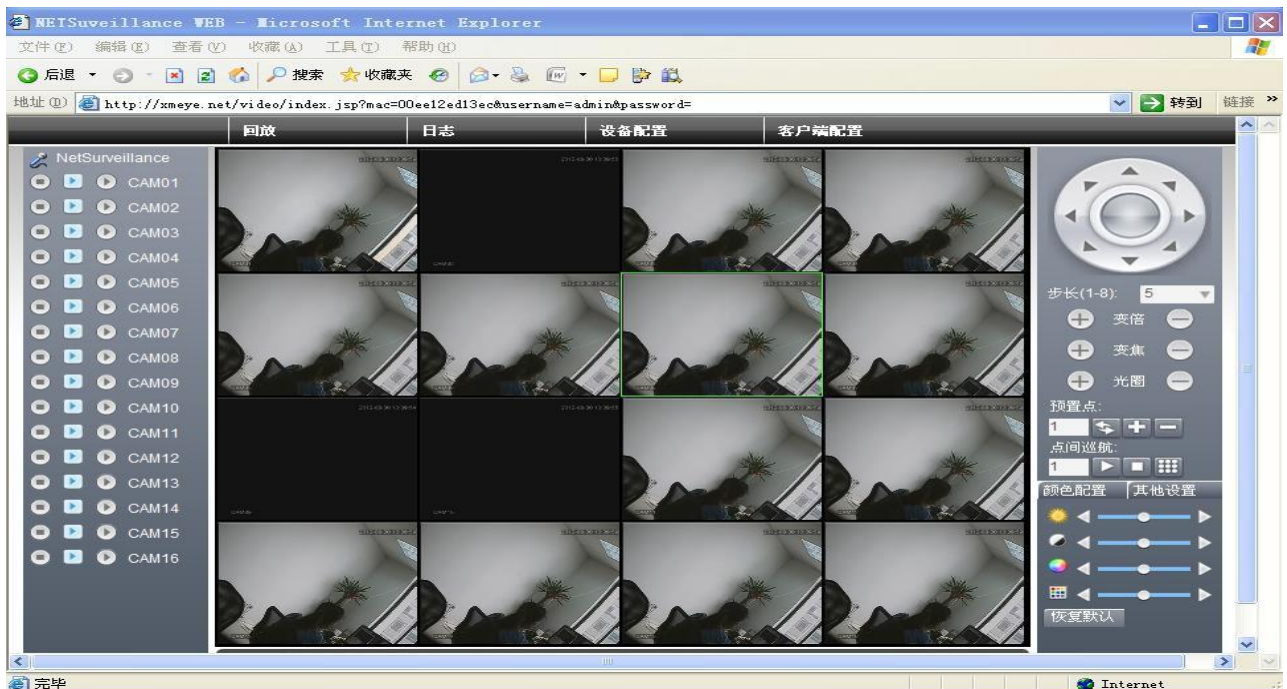 NETSuveillance WEB - Microsoft Internet Explorer
文件(F) 编辑(E) 查看(V) 收藏(A) 工具(T) 帮助(H)
后退 搜索 收藏夹
地址(D) http://xmeye.net/video/index.jsp?mac=00ee12ed13ec&username=admin&password= 转到 链接 »
回放 日志 设备配置 客户端配置
NetSurveillance
CAM01
CAM02
CAM03
CAM04
CAM05
CAM06
CAM07
CAM08
CAM09
CAM10
CAM11
CAM12
CAM13
CAM14
CAM15
CAM16
步长(1-8): 5
变倍
变焦
光圈
预置点:
1
点间巡航:
1
颜色配置 其他设置
恢复默认
完毕 Internet